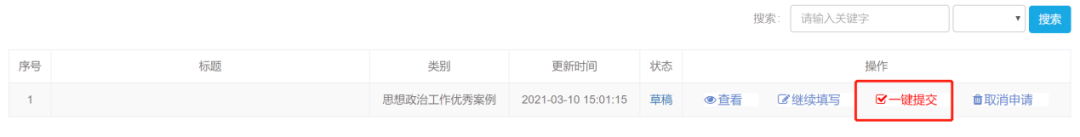 搜索: 请输入关键字 搜索
序号 标题 类别 更新时间 状态 操作
1 思想政治工作优秀案例 2021-03-10 15:01:15 草稿 查看 继续填写 一键提交 取消申请